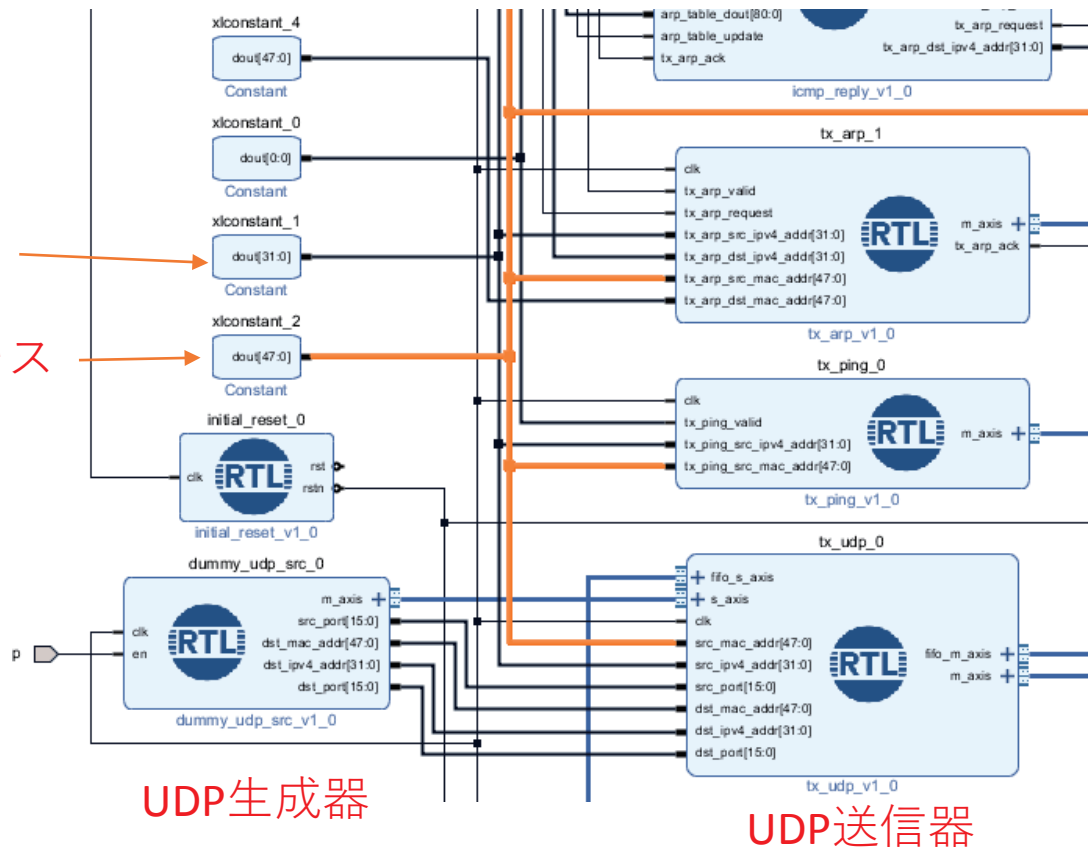 xlconstant_4
dout[47:0]
Constant
xlconstant_0
dout[0:0]
Constant
xlconstant_1
dout[31:0]
Constant
xlconstant_2
dout[47:0]
Constant
ス
initial_reset_0
clk
RTL
rst
rstn
initial_reset_v1_0
dummy_udp_src_0
p
clk
en
RTL
m_axis
src_port[15:0]
dst_mac_addr[47:0]
dst_ipv4_addr[31:0]
dst_port[15:0]
dummy_udp_src_v1_0
UDP生成器
arp_table_dout[80:0]
arp_table_update
tx_arp_ack
tx_arp_request
tx_arp_dst_ipv4_addr[31:0]
icmp_reply_v1_0
tx_arp_1
clk
tx_arp_valid
tx_arp_request
tx_arp_src_ipv4_addr[31:0]
tx_arp_dst_ipv4_addr[31:0]
tx_arp_src_mac_addr[47:0]
tx_arp_dst_mac_addr[47:0]
RTL
m_axis
tx_arp_ack
tx_arp_v1_0
tx_ping_0
clk
tx_ping_valid
tx_ping_src_ipv4_addr[31:0]
tx_ping_src_mac_addr[47:0]
RTL
m_axis
tx_ping_v1_0
tx_udp_0
fifo_s_axis
s_axis
clk
src_mac_addr[47:0]
src_ipv4_addr[31:0]
src_port[15:0]
dst_mac_addr[47:0]
dst_ipv4_addr[31:0]
dst_port[15:0]
RTL
fifo_m_axis
m_axis
tx_udp_v1_0
UDP送信器